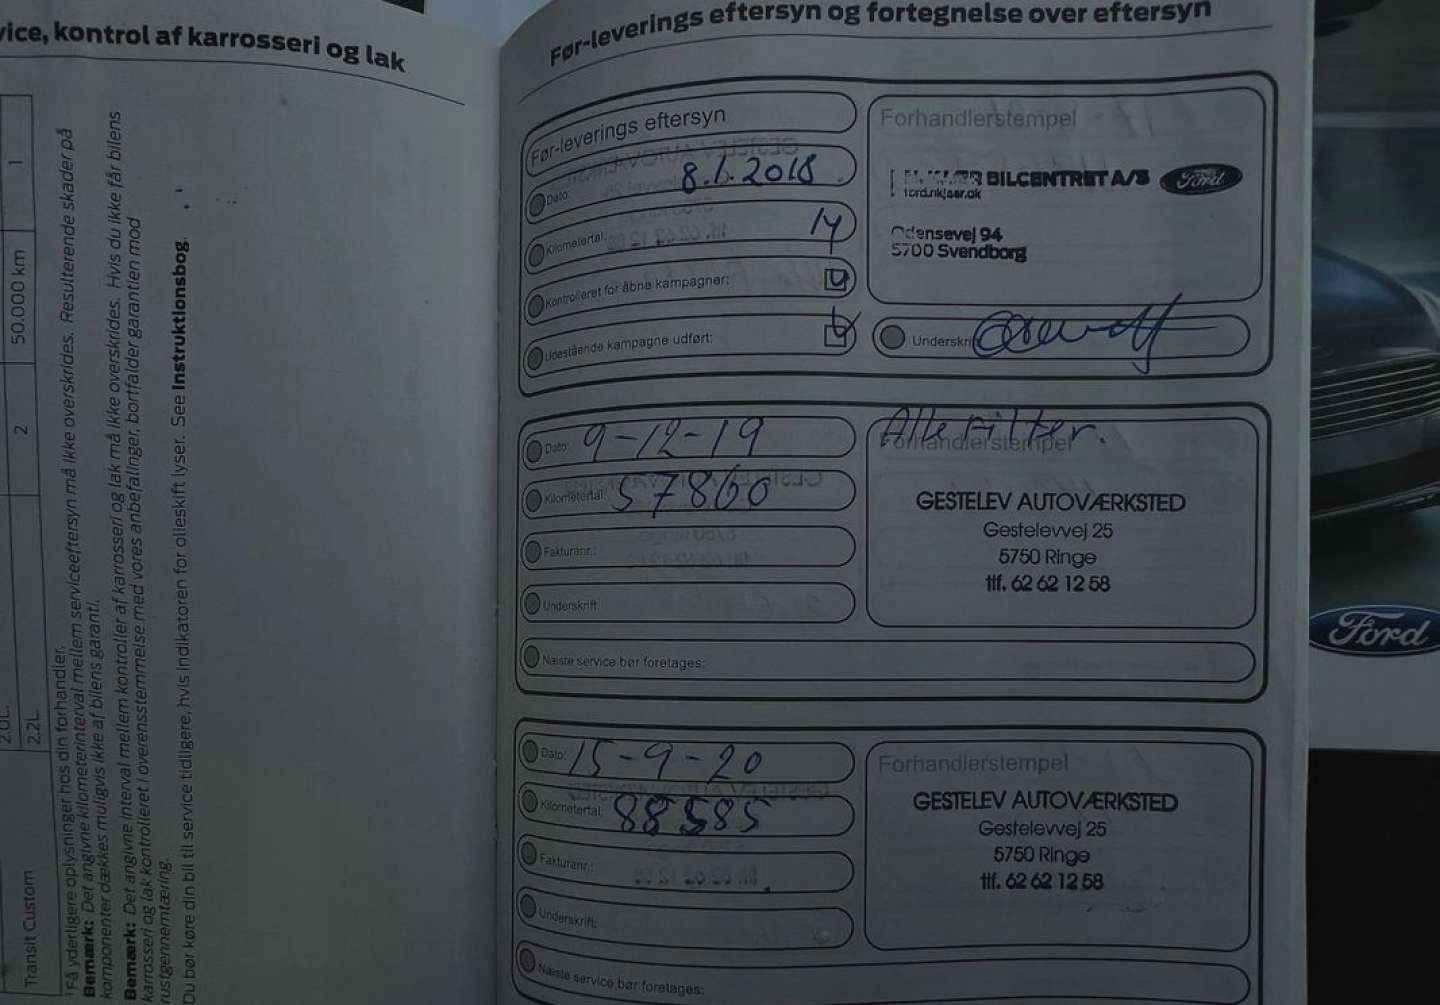 vice, kontrol af karrosseri og lak
1
50.000 km
2
2.0L.
2.2L.
Transit Custom
¹Få yderligere oplysninger hos din forhandler.
Bemærk: Det angivne kilometerinterval mellem serviceeftersyn må ikke overskrides. Resulterende skader på
komponenter dækkes muligvis ikke af bilens garanti.
Bemærk: Det angivne interval mellem kontroller af karrosseri og lak må ikke overskrides. Hvis du ikke får bilens
karrosseri og lak kontrolleret i overensstemmelse med vores anbefalinger, bortfalder garantien mod
rustgennemtæring.
Du bør køre din bil til service tidligere, hvis indikatoren for olieskift lyser. See Instruktionsbog.
Før-leverings eftersyn og fortegnelse over eftersyn
Før-leverings eftersyn
Dato: 8.1.2018
Kilometertal: 14
Kontrolleret for åbne kampagner:
Udestående kampagne udført:
Forhandlerstempel
BILCENTRET A/S Ford
Odensevej 94
5700 Svendborg
Underskri
Dato: 9-12-19
Kilometertal: 57860
Fakturanr.:
Underskrift:
Næste service bør foretages:
Alle Filter.
Forhandlerstempel
GESTELEV AUTOVÆRKSTED
Gestelevvej 25
5750 Ringe
tlf. 62 62 12 58
Dato: 15-9-20
Kilometertal: 88585
Fakturanr.:
Underskrift:
Næste service bør foretages:
Forhandlerstempel
GESTELEV AUTOVÆRKSTED
Gestelevvej 25
5750 Ringe
tlf. 62 62 12 58
Ford